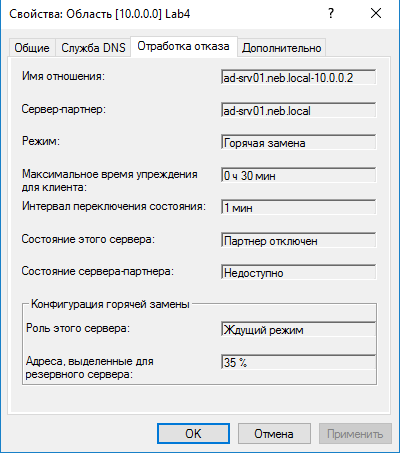 Свойства: Область [10.0.0.0] Lab4
Общие Служба DNS Отработка отказа Дополнительно
Имя отношения: ad-srv01.neb.local-10.0.0.2
Сервер-партнер: ad-srv01.neb.local
Режим: Горячая замена
Максимальное время упреждения
для клиента: 0 ч 30 мин
Интервал переключения состояния: 1 мин
Состояние этого сервера: Партнер отключен
Состояние сервера-партнера: Недоступно
Конфигурация горячей замены
Роль этого сервера: Ждущий режим
Адреса, выделенные для
резервного сервера: 35 %
OK Отмена Применить